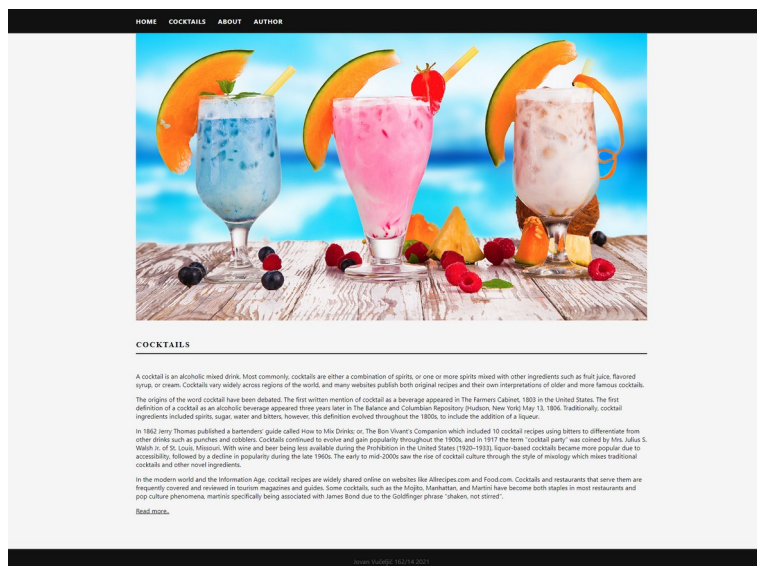 HOME COCKTAILS ABOUT AUTHOR
COCKTAILS
A cocktail is an alcoholic mixed drink. Most commonly, cocktails are either a combination of spirits, or one or more spirits mixed with other ingredients such as fruit juice, flavored
syrup, or cream. Cocktails vary widely across regions of the world, and many websites publish both original recipes and their own interpretations of older and more famous cocktails.
The origins of the word cocktail have been debated. The first written mention of cocktail as a beverage appeared in The Farmers Cabinet, 1803 in the United States. The first
definition of a cocktail as an alcoholic beverage appeared three years later in The Balance and Columbian Repository (Hudson, New York) May 13, 1806. Traditionally, cocktail
ingredients included spirits, sugar, water and bitters, however, this definition evolved throughout the 1800s, to include the addition of a liqueur.
In 1862 Jerry Thomas published a bartenders' guide called How to Mix Drinks; or, The Bon Vivant's Companion which included 10 cocktail recipes using bitters to differentiate from
other drinks such as punches and cobblers. Cocktails continued to evolve and gain popularity throughout the 1900s, and in 1917 the term "cocktail party" was coined by Mrs. Julius S.
Walsh Jr. of St. Louis, Missouri. With wine and beer being less available during the Prohibition in the United States (1920–1933), liquor-based cocktails became more popular due to
accessibility, followed by a decline in popularity during the late 1960s. The early to mid-2000s saw the rise of cocktail culture through the style of mixology which mixes traditional
cocktails and other novel ingredients.
In the modern world and the Information Age, cocktail recipes are widely shared online on websites like Allrecipes.com and Food.com. Cocktails and restaurants that serve them are
frequently covered and reviewed in tourism magazines and guides. Some cocktails, such as the Mojito, Manhattan, and Martini have become both staples in most restaurants and
pop culture phenomena, martinis specifically being associated with James Bond due to the Goldfinger phrase "shaken, not stirred".
Read more..
162/14 2021